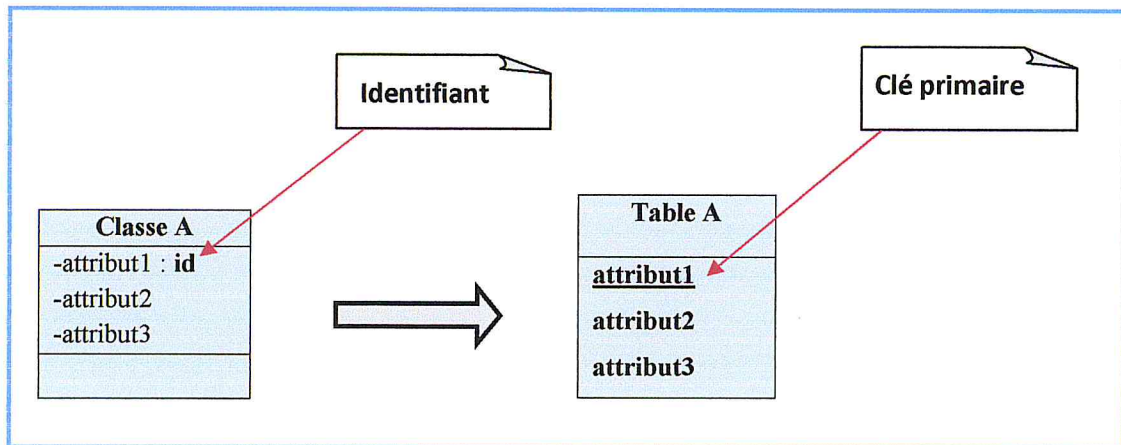 Identifiant
Clé primaire
Classe A
-attribut1 : id
-attribut2
-attribut3
Table A
attribut1
attribut2
attribut3